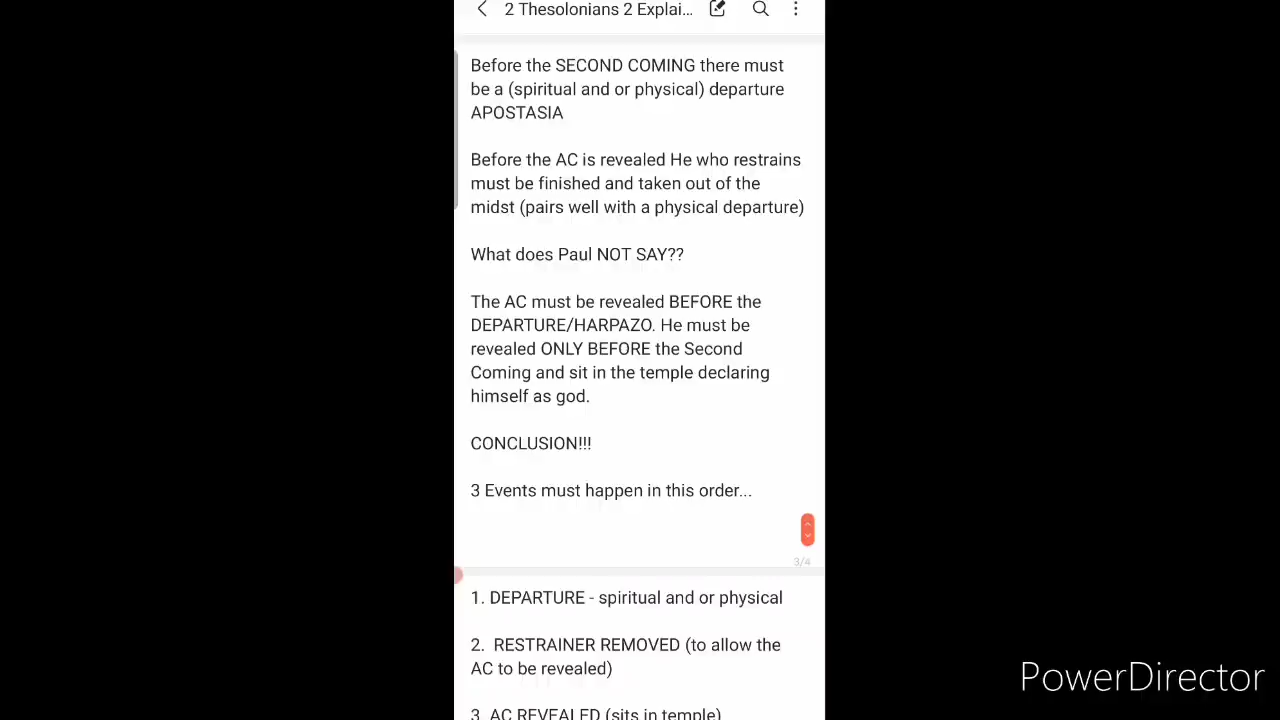 2 Thesolonians 2 Explai...
Before the SECOND COMING there must
be a (spiritual and or physical) departure
APOSTASIA
Before the AC is revealed He who restrains
must be finished and taken out of the
midst (pairs well with a physical departure)
What does Paul NOT SAY??
The AC must be revealed BEFORE the
DEPARTURE/HARPAZO. He must be
revealed ONLY BEFORE the Second
Coming and sit in the temple declaring
himself as god.
CONCLUSION!!!
3 Events must happen in this order...
3/4
1. DEPARTURE - spiritual and or physical
2. RESTRAINER REMOVED (to allow the
AC to be revealed)
3. AC REVEALED (sits in temple)
PowerDirector